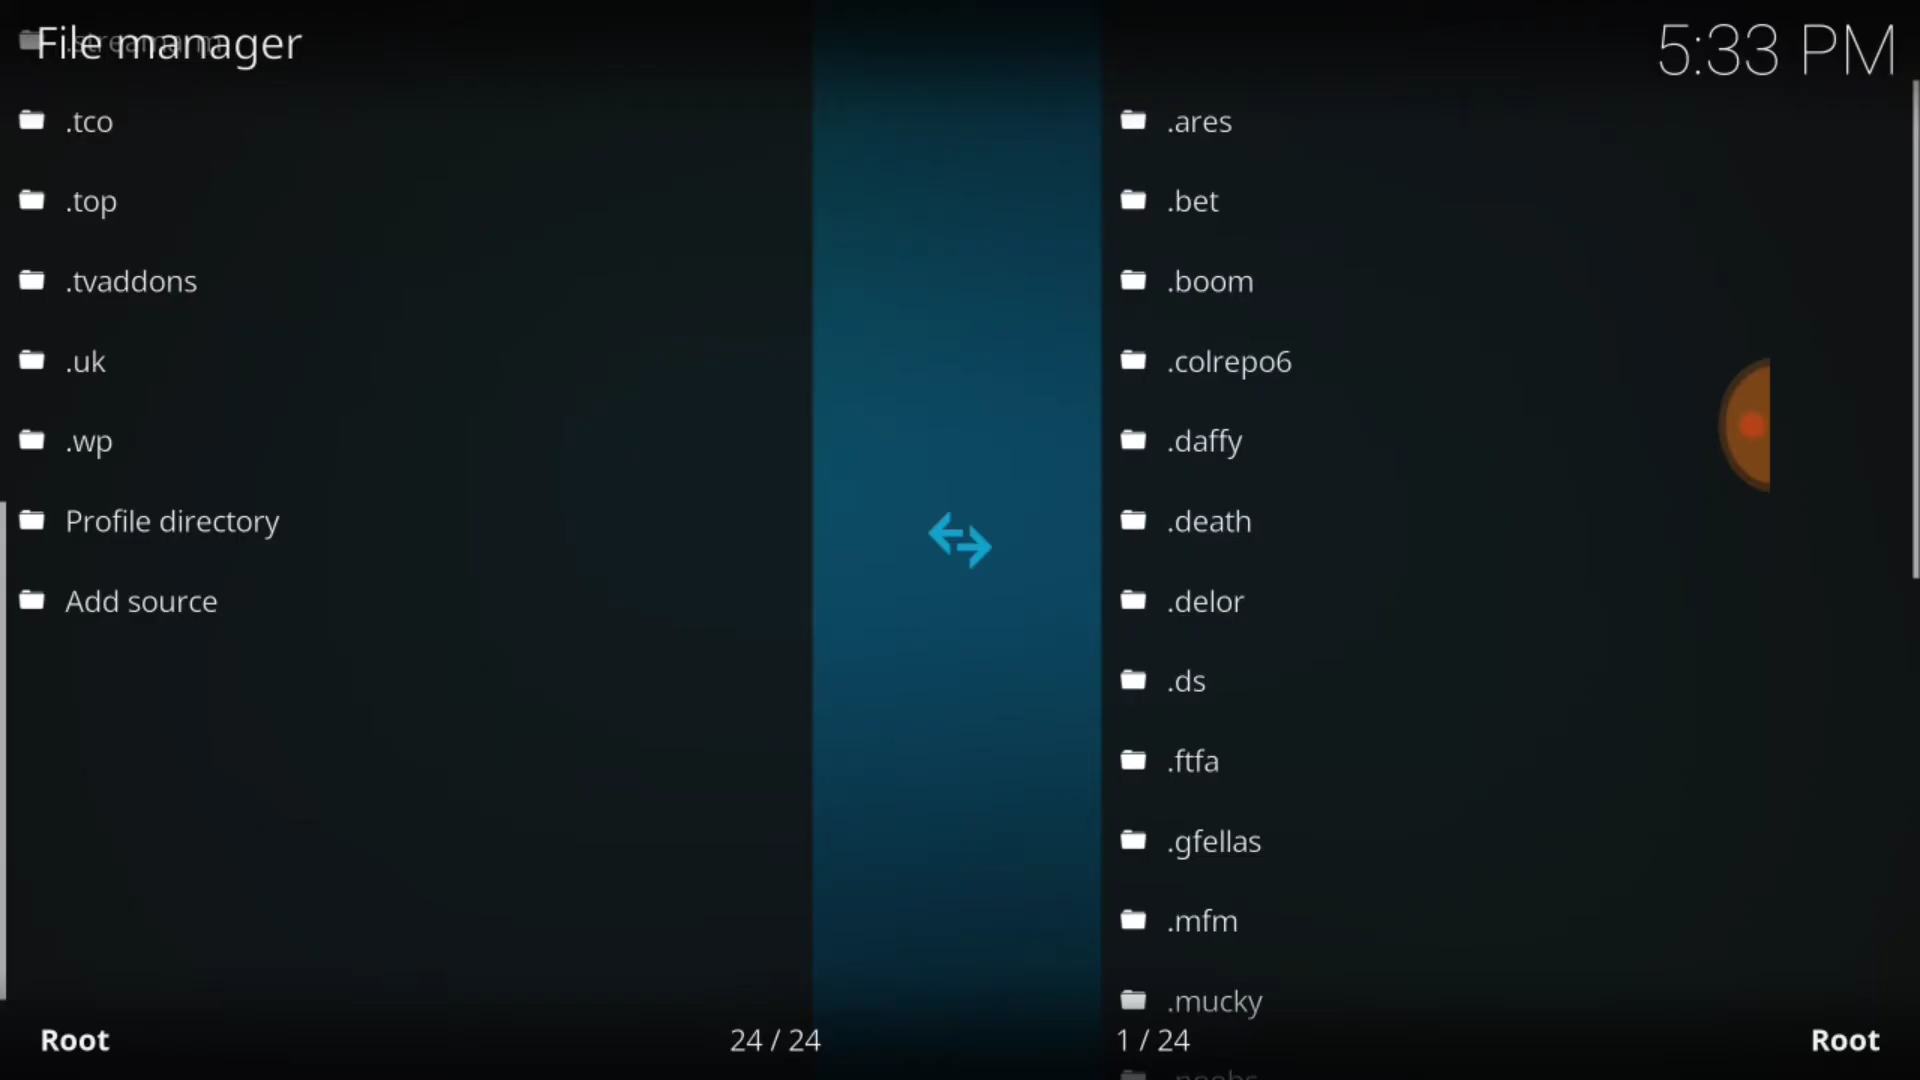 File manager
5:33 PM
.tco
.top
.tvaddons
.uk
.wp
Profile directory
Add source
.ares
.bet
.boom
.colrepo6
.daffy
.death
.delor
.ds
.ftfa
.gfellas
.mfm
.mucky
Root
24 / 24
1 / 24
Root